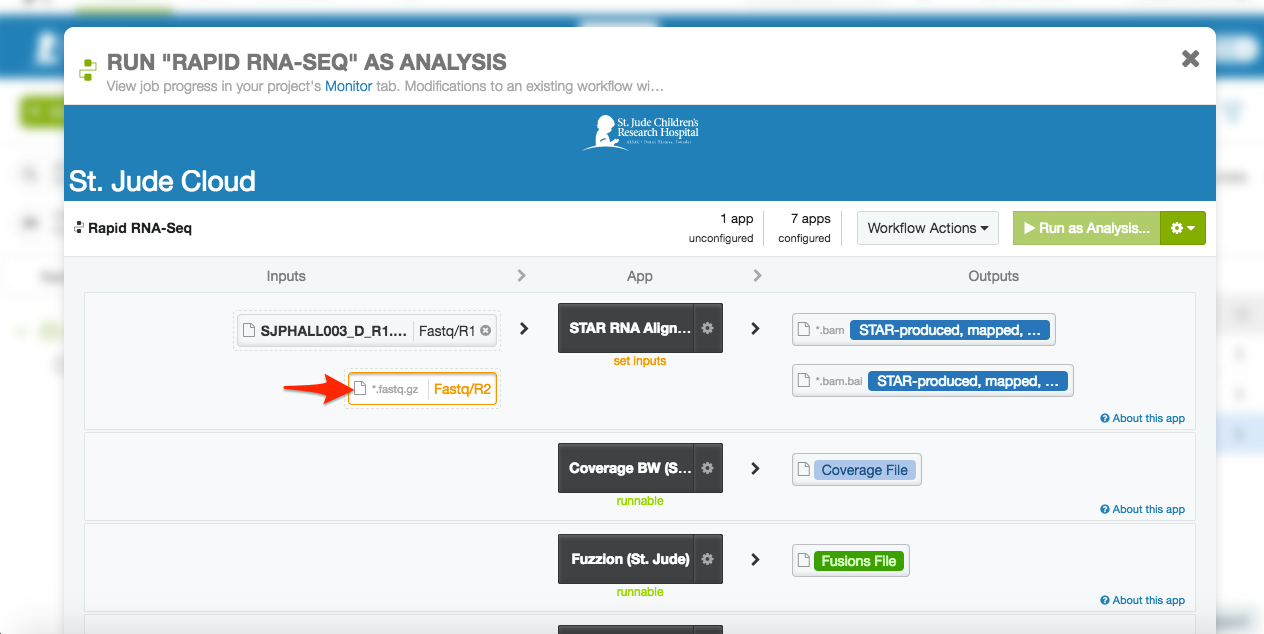 RUN "RAPID RNA-SEQ" AS ANALYSIS
View job progress in your project's Monitor tab. Modifications to an existing workflow wi…
St. Jude Children's
Research Hospital
St. Jude Cloud
Rapid RNA-Seq
1 app
unconfigured
7 apps
configured
Workflow Actions
Run as Analysis...
Inputs
App
Outputs
SJPHALL003_D_R1.... Fastq/R1
STAR RNA Align...
set inputs
*.bam STAR-produced, mapped, ...
*.fastq.gz Fastq/R2
*.bam.bai STAR-produced, mapped, ...
About this app
Coverage BW (S...
runnable
Coverage File
About this app
Fuzzion (St. Jude)
runnable
Fusions File
About this app